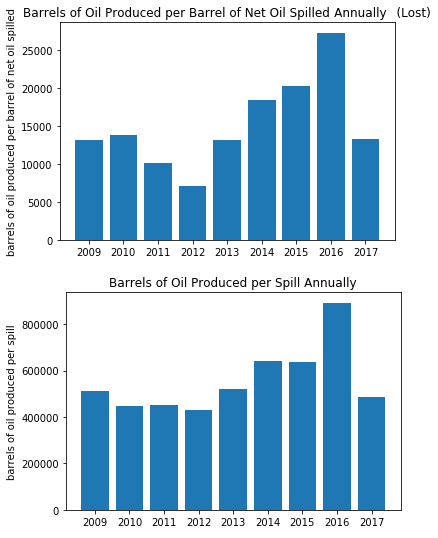 Barrels of Oil Produced per Barrel of Net Oil Spilled Annually  (Lost)
barrels of oil produced per barrel of net oil spilled
25000
20000
15000
10000
5000
0
2009 2010 2011 2012 2013 2014 2015 2016 2017
Barrels of Oil Produced per Spill Annually
barrels of oil produced per spill
800000
600000
400000
200000
0
2009 2010 2011 2012 2013 2014 2015 2016 2017